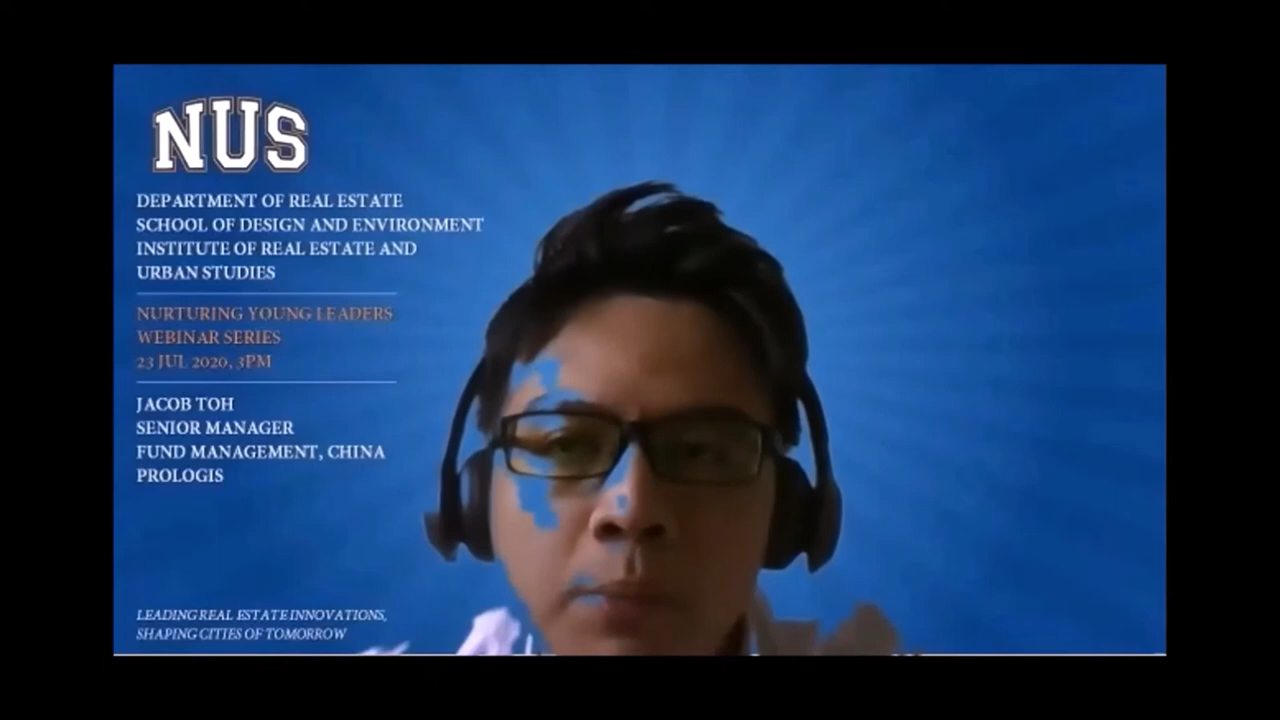 NUS
DEPARTMENT OF REAL ESTATE
SCHOOL OF DESIGN AND ENVIRONMENT
INSTITUTE OF REAL ESTATE AND
URBAN STUDIES
NURTURING YOUNG LEADERS
WEBINAR SERIES
23 JUL 2020, 3PM
JACOB TOH
SENIOR MANAGER
FUND MANAGEMENT, CHINA
PROLOGIS
LEADING REAL ESTATE INNOVATIONS,
SHAPING CITIES OF TOMORROW